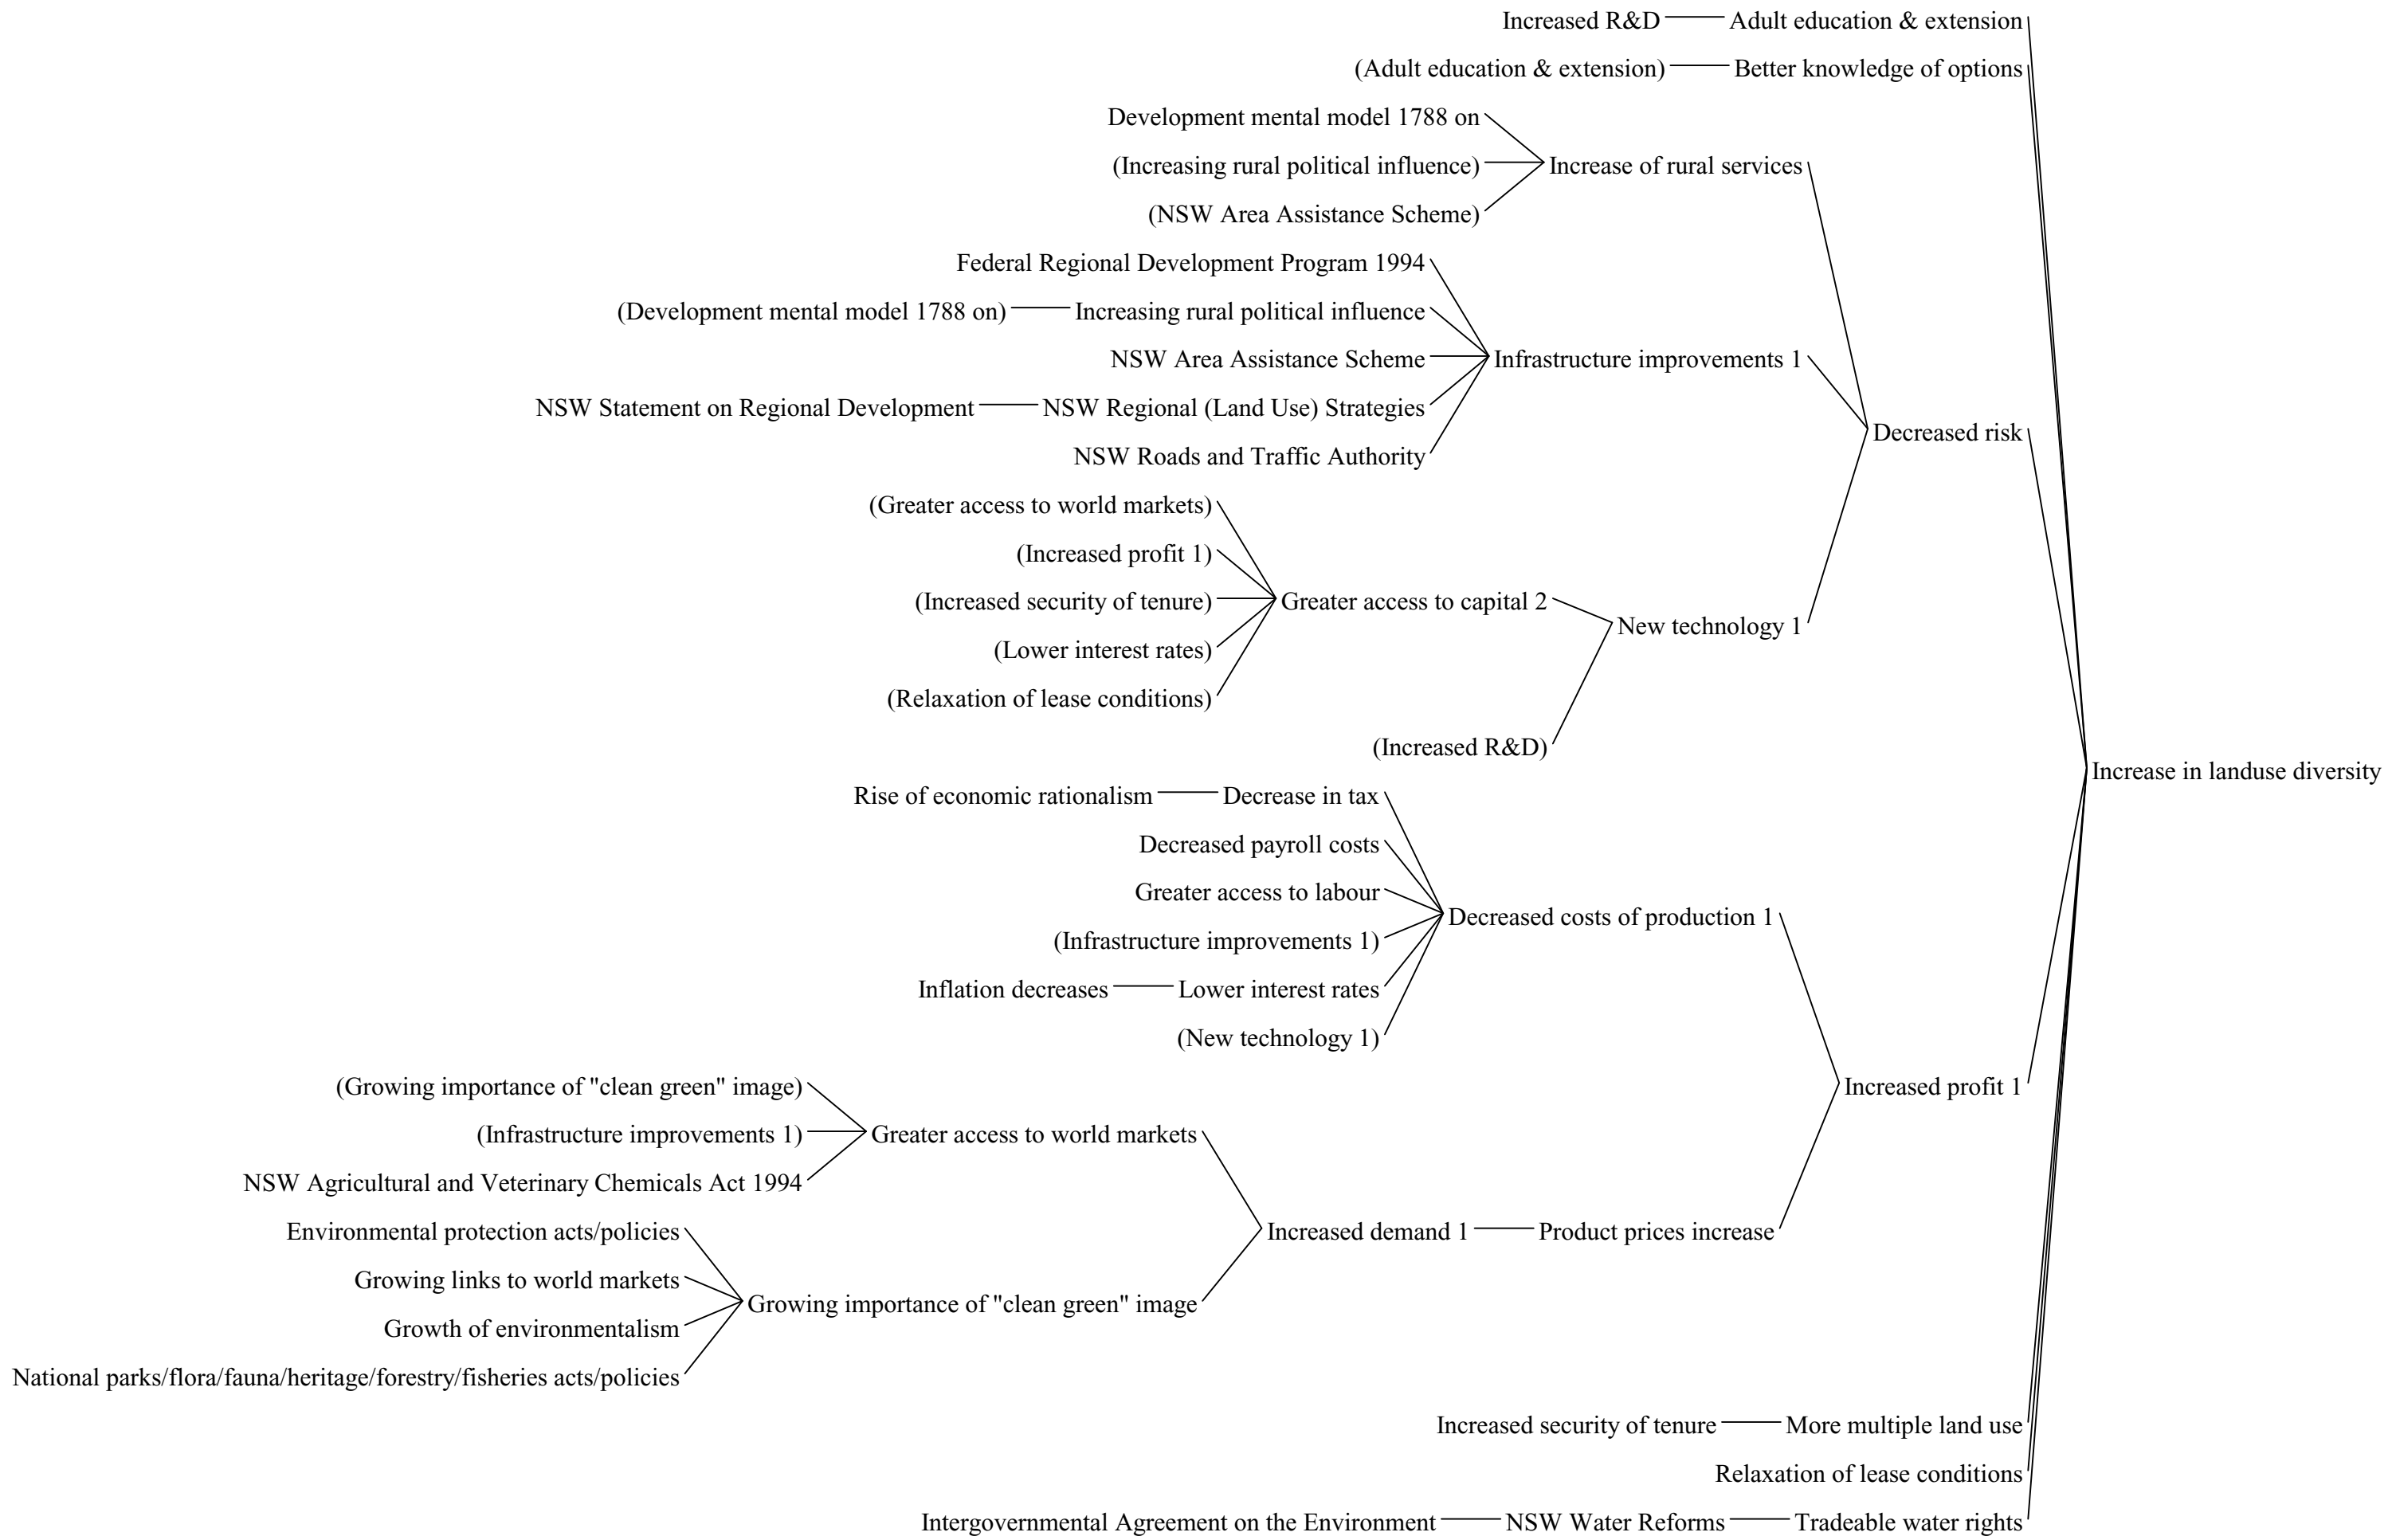 Increased R&D Adult education & extension
(Adult education & extension) Better knowledge of options
Development mental model 1788 on
(Increasing rural political influence) Increase of rural services
(NSW Area Assistance Scheme)
Federal Regional Development Program 1994
(Development mental model 1788 on) Increasing rural political influence
NSW Area Assistance Scheme Infrastructure improvements 1
NSW Statement on Regional Development NSW Regional (Land Use) Strategies
Decreased risk
NSW Roads and Traffic Authority
(Greater access to world markets)
(Increased profit 1)
(Increased security of tenure) Greater access to capital 2
New technology 1
(Lower interest rates)
(Relaxation of lease conditions)
(Increased R&D)
Increase in landuse diversity
Rise of economic rationalism Decrease in tax
Decreased payroll costs
Greater access to labour
Decreased costs of production 1
(Infrastructure improvements 1)
Inflation decreases Lower interest rates
(New technology 1)
(Growing importance of "clean green" image) Increased profit 1
(Infrastructure improvements 1) Greater access to world markets
NSW Agricultural and Veterinary Chemicals Act 1994
Environmental protection acts/policies Increased demand 1 Product prices increase
Growing links to world markets
Growing importance of "clean green" image
Growth of environmentalism
National parks/flora/fauna/heritage/forestry/fisheries acts/policies
Increased security of tenure More multiple land use
Relaxation of lease conditions
Intergovernmental Agreement on the Environment NSW Water Reforms Tradeable water rights